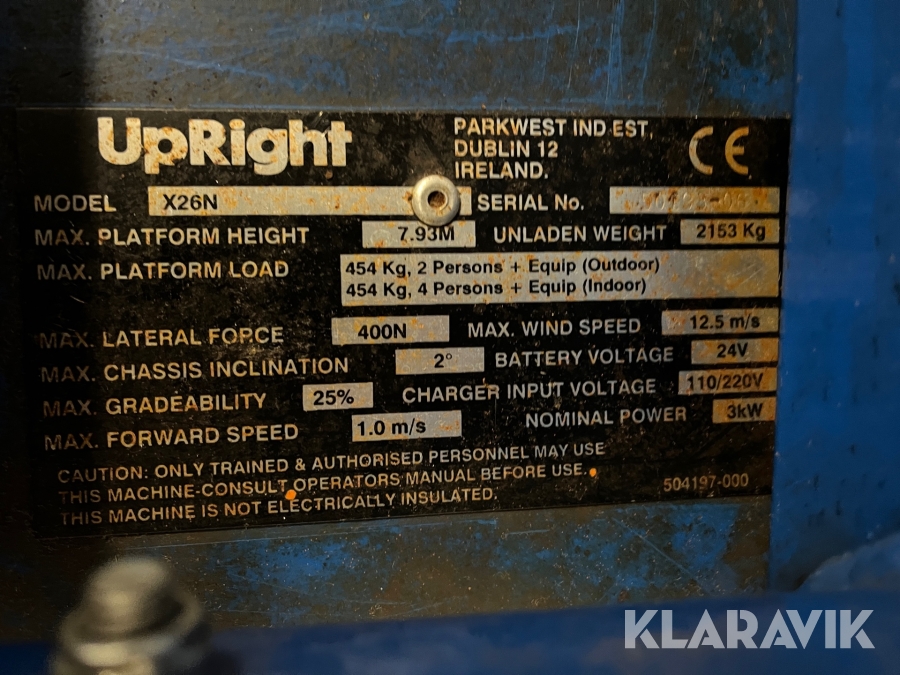 UpRight
PARKWEST IND EST,
DUBLIN 12
IRELAND.
CE
MODEL X26N SERIAL No.
MAX. PLATFORM HEIGHT 7.93M UNLADEN WEIGHT 2153 Kg
MAX. PLATFORM LOAD 454 Kg, 2 Persons + Equip (Outdoor)
454 Kg, 4 Persons + Equip (Indoor)
MAX. LATERAL FORCE 400N MAX. WIND SPEED 12.5 m/s
MAX. CHASSIS INCLINATION 2° BATTERY VOLTAGE 24V
MAX. GRADEABILITY 25% CHARGER INPUT VOLTAGE 110/220V
MAX. FORWARD SPEED 1.0 m/s NOMINAL POWER 3kW
CAUTION: ONLY TRAINED & AUTHORISED PERSONNEL MAY USE
THIS MACHINE-CONSULT OPERATORS MANUAL BEFORE USE.
THIS MACHINE IS NOT ELECTRICALLY INSULATED.
504197-000
KLARAVIK